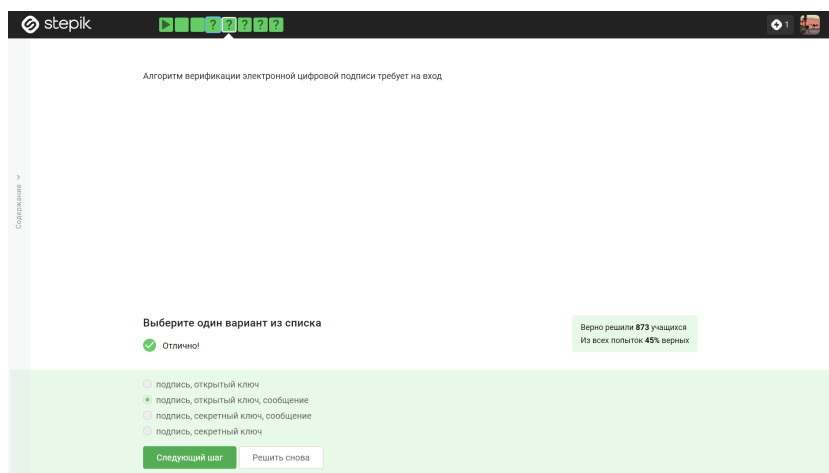 stepik
? ? ? ? ?
1
Алгоритм верификации электронной цифровой подписи требует на вход
Содержание
Выберите один вариант из списка
Отлично!
Верно решили 873 учащихся
Из всех попыток 45% верных
подпись, открытый ключ
подпись, открытый ключ, сообщение
подпись, секретный ключ, сообщение
подпись, секретный ключ
Следующий шаг
Решить снова